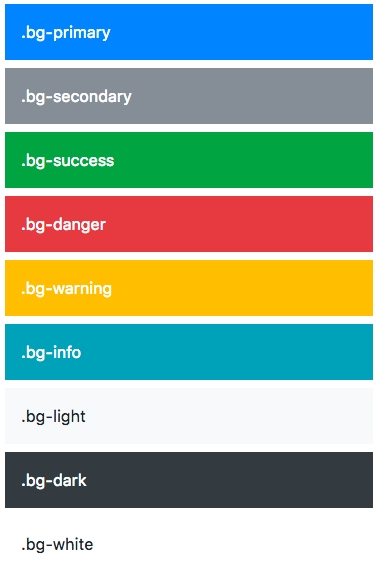 .bg-primary
.bg-secondary
.bg-success
.bg-danger
.bg-warning
.bg-info
.bg-light
.bg-dark
.bg-white